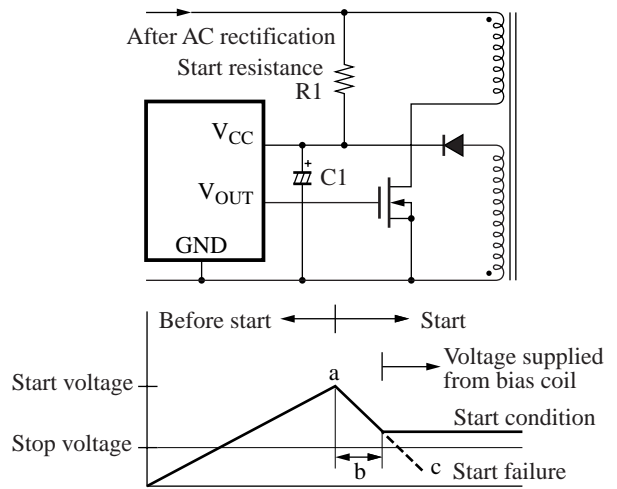 After AC rectification
Start resistance
R1
VCC
C1
VOUT
GND
Before start
Start
Voltage supplied
from bias coil
a
Start voltage
Start condition
Stop voltage
b
c
Start failure